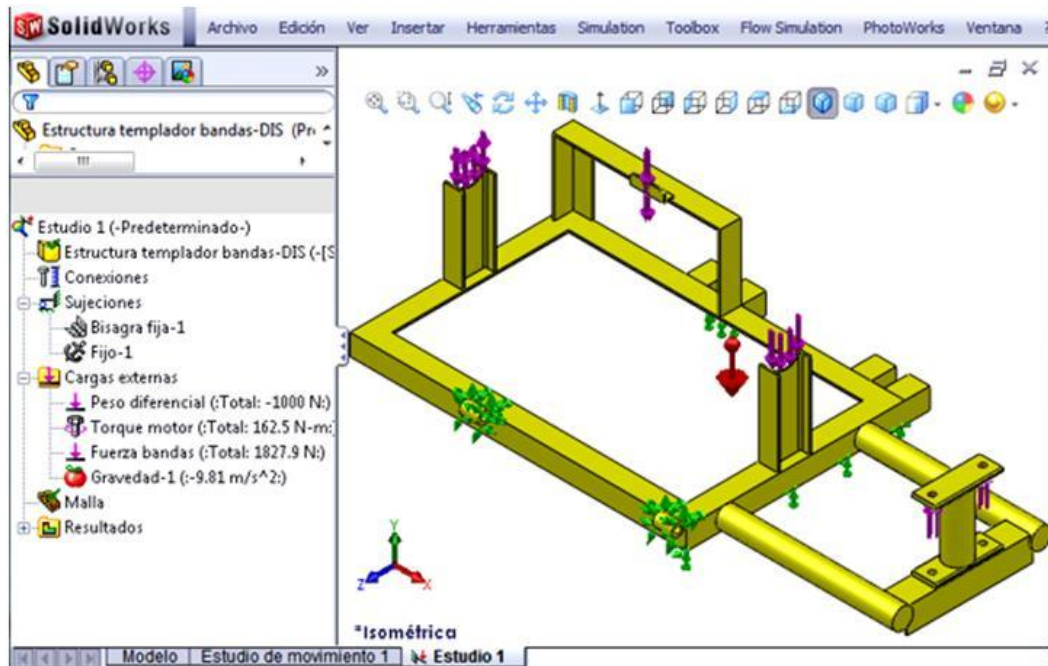 SolidWorks Archivo Edición Ver Insertar Herramientas Simulation Toolbox Flow Simulation PhotoWorks Ventana
Estructura templador bandas-DIS (Pr
Estudio 1 (-Predeterminado-)
Estructura templador bandas-DIS (-[S
Conexiones
Sujeciones
Bisagra fija-1
Fijo-1
Cargas externas
Peso diferencial (:Total: -1000 N:)
Torque motor (:Total: 162.5 N-m:
Fuerza bandas (:Total: 1827.9 N:)
Gravedad-1 (:-9.81 m/s^2:)
Malla
Resultados
Y
Z X
*Isométrica
Modelo Estudio de movimiento 1 Estudio 1